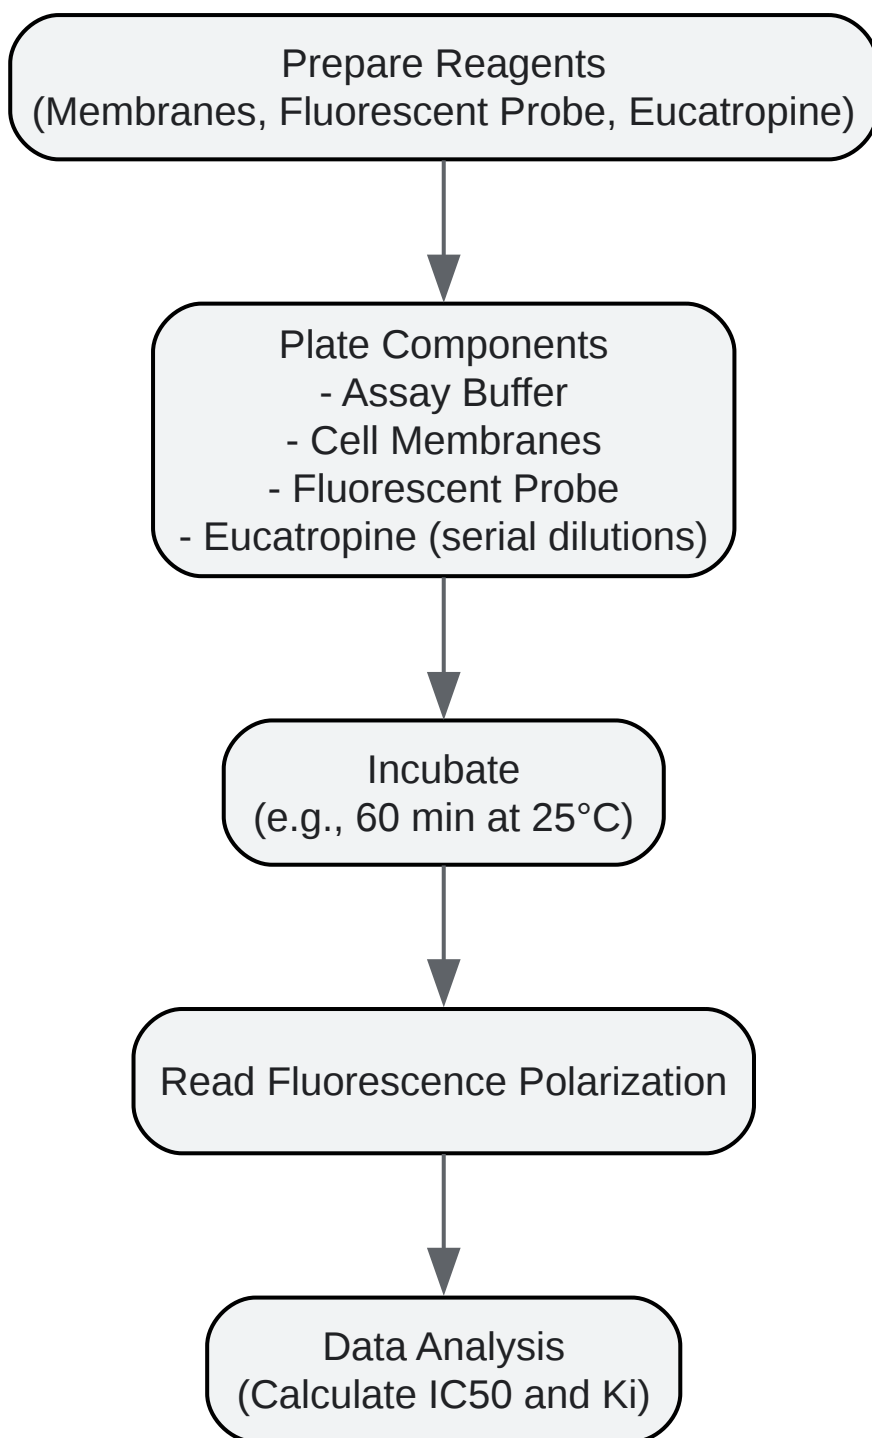 Prepare Reagents
(Membranes, Fluorescent Probe, Eucatropine)
Plate Components
- Assay Buffer
- Cell Membranes
- Fluorescent Probe
- Eucatropine (serial dilutions)
Incubate
(e.g., 60 min at 25°C)
Read Fluorescence Polarization
Data Analysis
(Calculate IC50 and Ki)